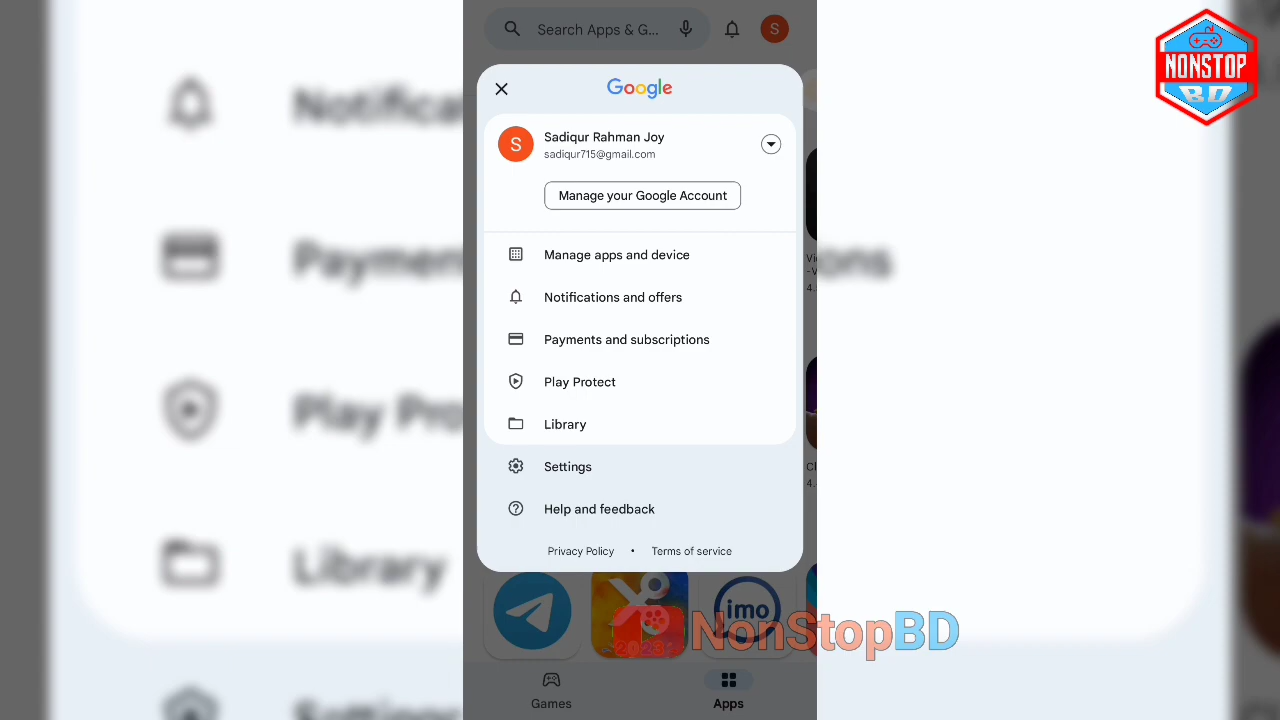 Search Apps & G...
S
NONSTOP
BD
Google
S
Sadiqur Rahman Joy
sadiqur715@gmail.com
Manage your Google Account
Manage apps and device
Notifications and offers
Payments and subscriptions
Play Protect
Library
Settings
Help and feedback
Privacy Policy • Terms of service
imo
2023
NonStopBD
Games
Apps
Library